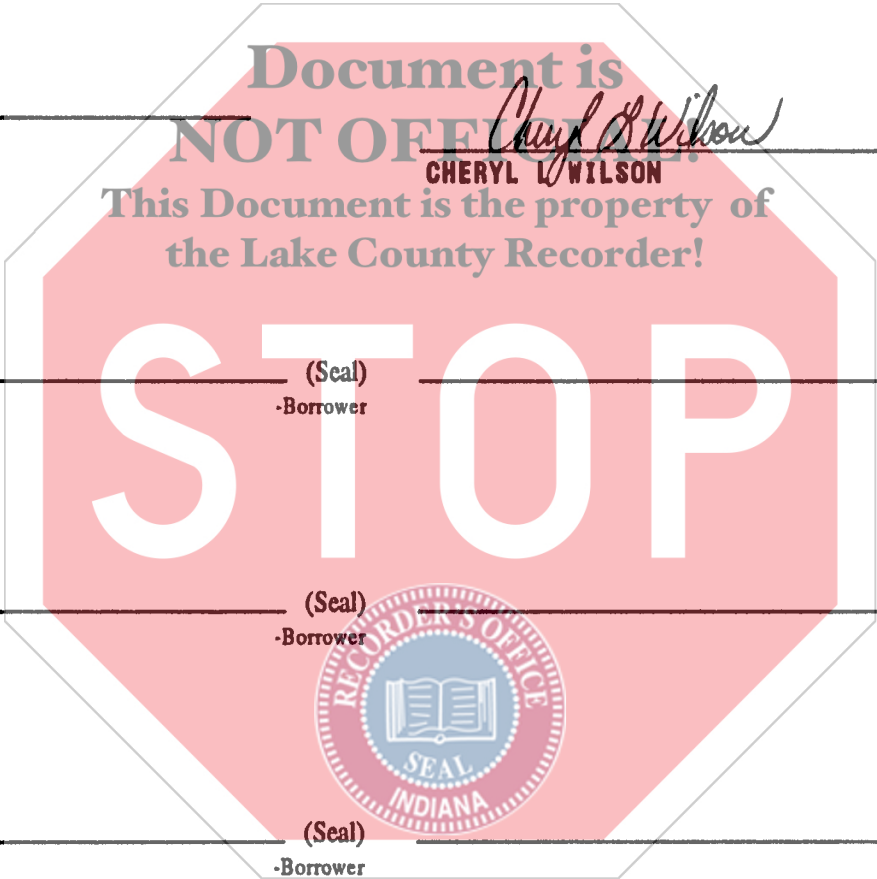 Document is
Cheryl L Wilson
NOT OFFICIAL!
CHERYL L WILSON
This Document is the property of
the Lake County Recorder!
STOP
(Seal)
-Borrower
(Seal)
-Borrower
RECORDER'S OFFICE
SEAL
INDIANA
(Seal)
-Borrower